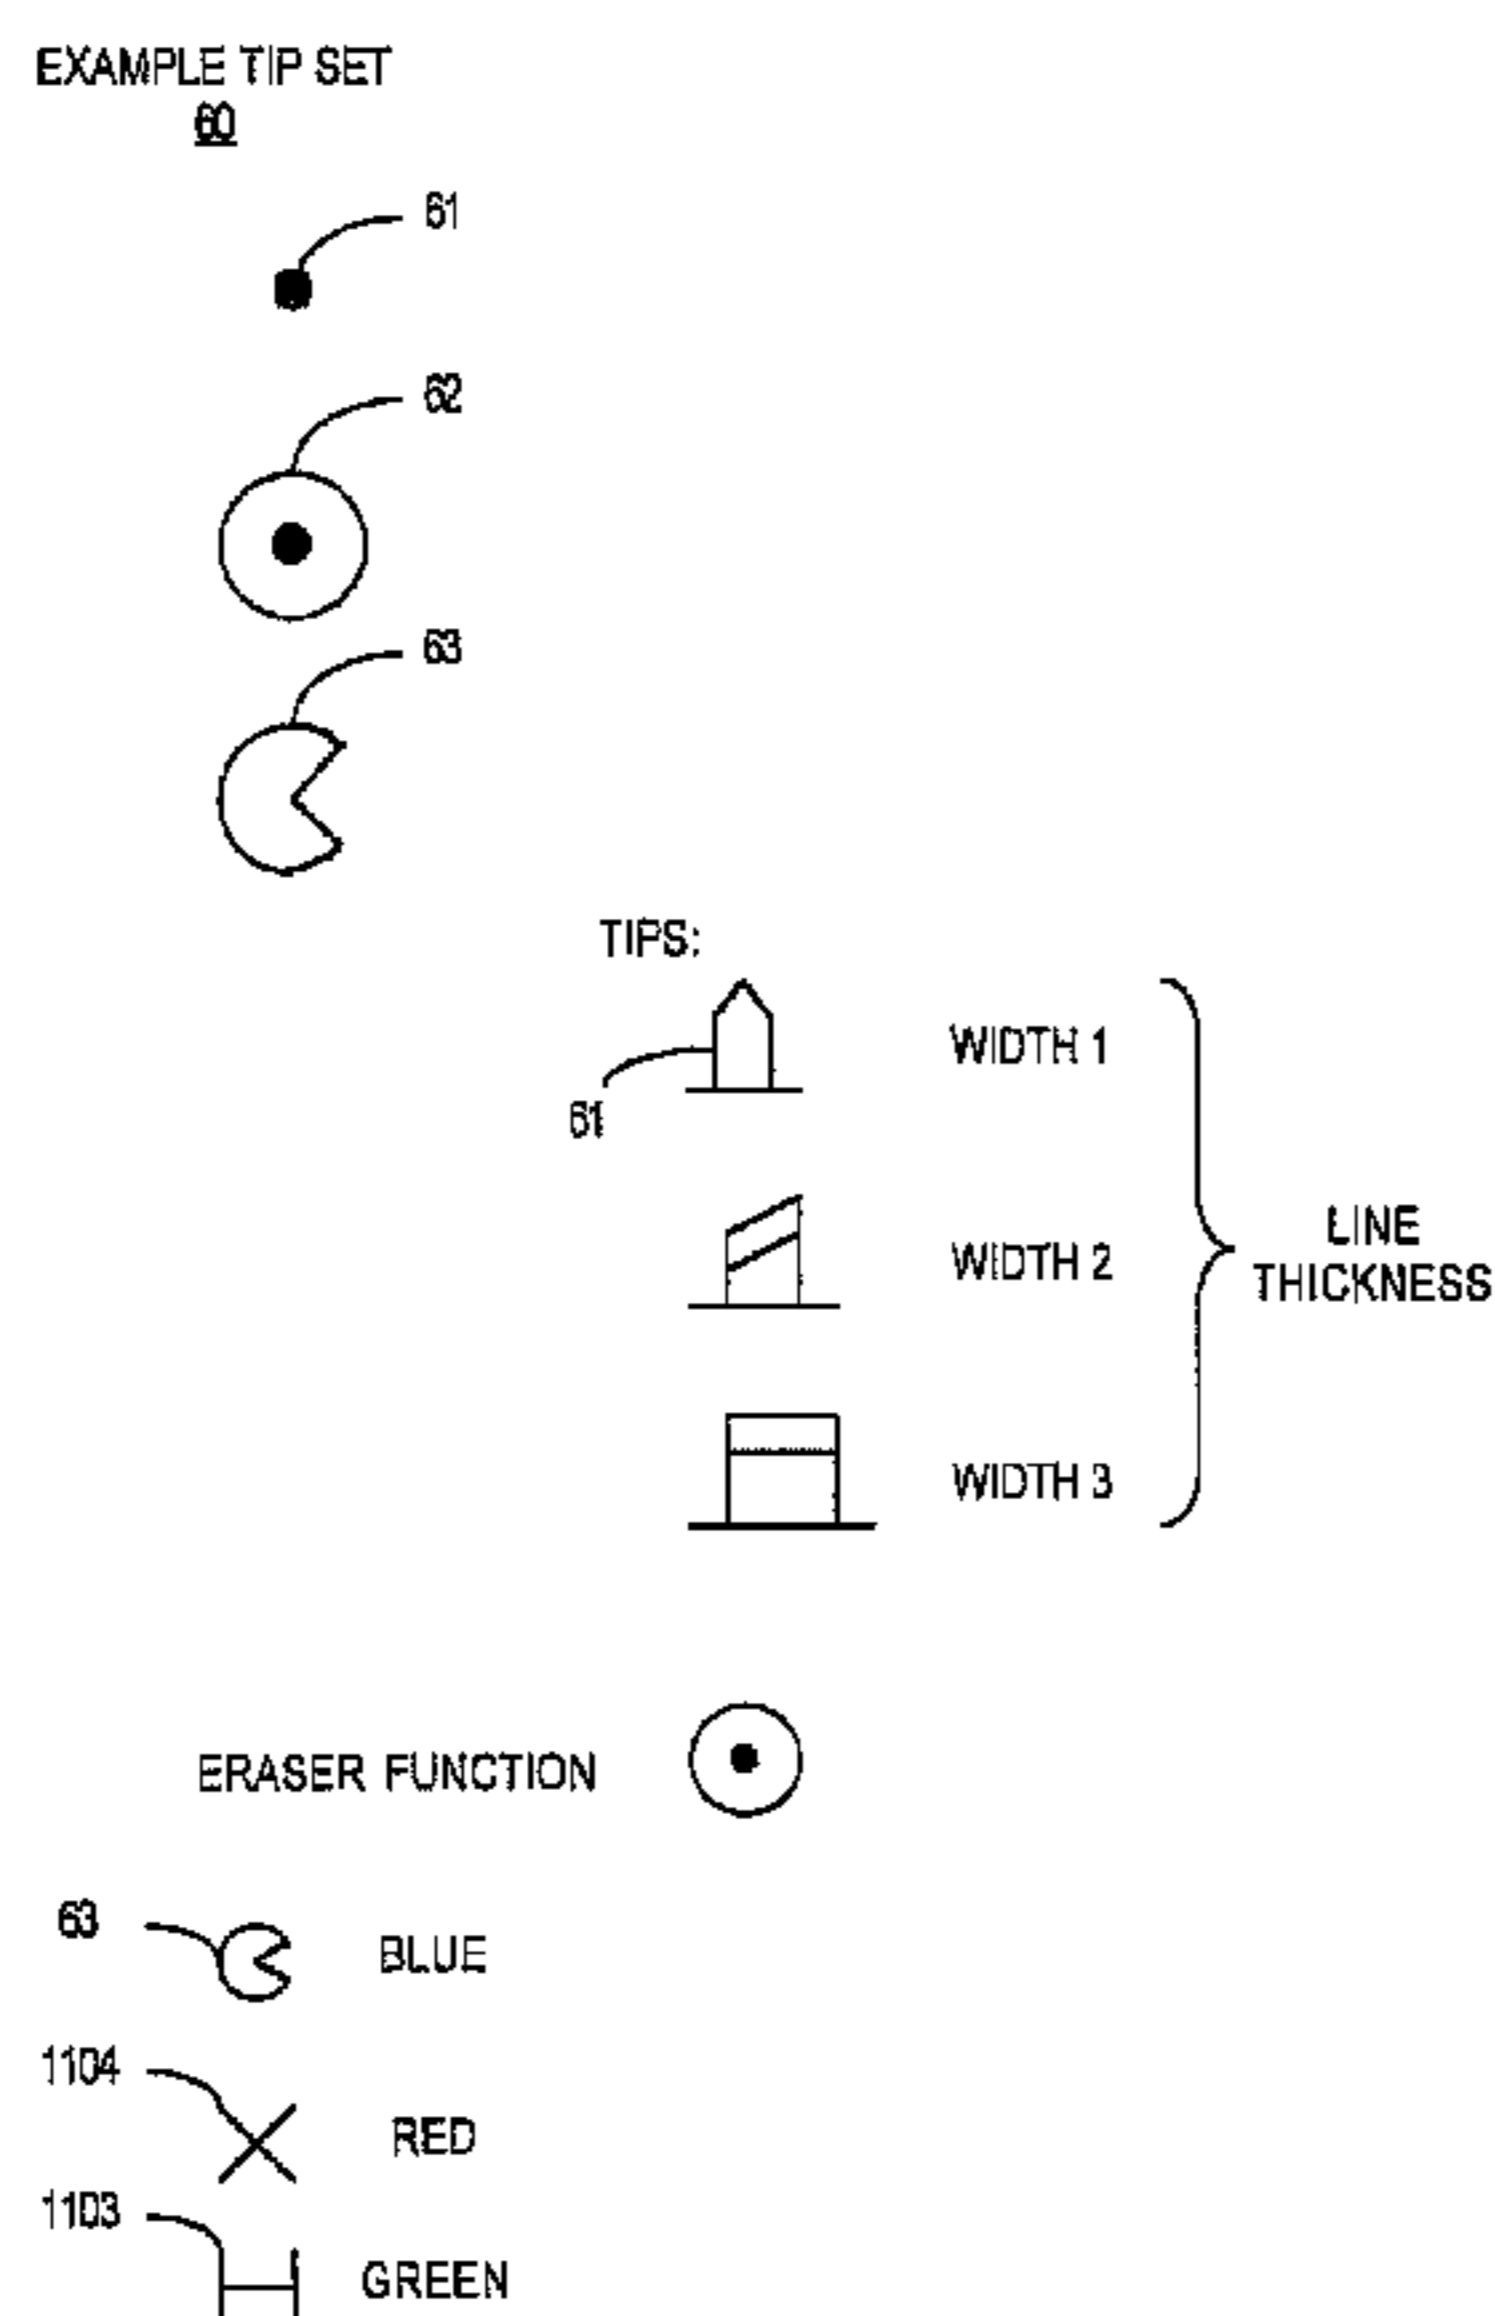 EXAMPLE TIP SET
60
61
62
63
TIPS:
WIDTH 1
61
WIDTH 2
LINE
THICKNESS
WIDTH 3
ERASER FUNCTION
63
BLUE
1104
RED
1103
GREEN